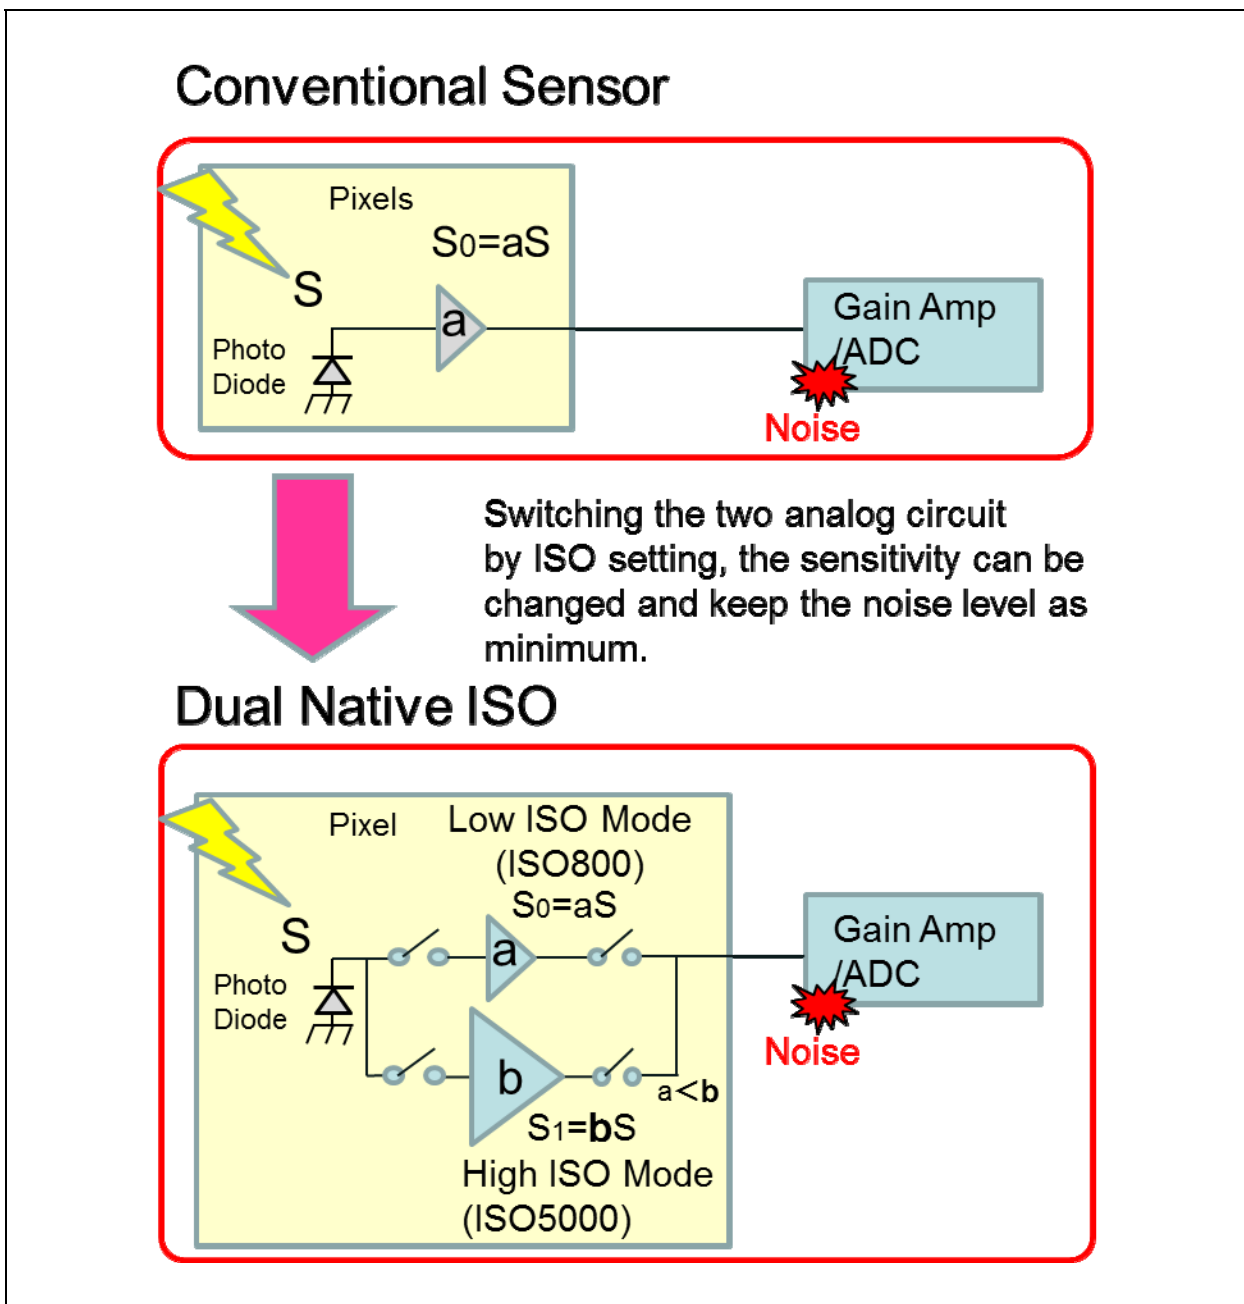 Conventional Sensor
Pixels
S0=aS
S
a
Photo
Diode
Gain Amp
/ADC
Noise
Switching the two analog circuit
by ISO setting, the sensitivity can be
changed and keep the noise level as
minimum.
Dual Native ISO
Pixel
Low ISO Mode
(ISO800)
S0=aS
S
a
Photo
Diode
Gain Amp
/ADC
Noise
b
a<b
S1=bS
High ISO Mode
(ISO5000)